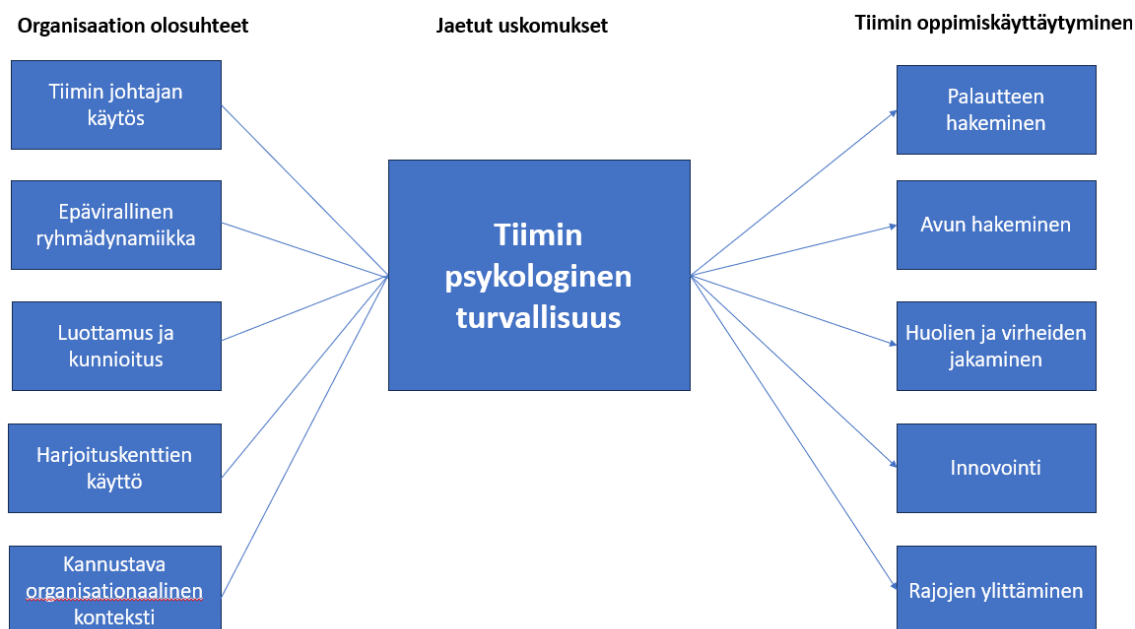 Organisaation olosuhteet
Jaetut uskomukset
Tiimin oppimiskäyttäytyminen
Tiimin johtajan
käytös
Epävirallinen
ryhmädynamiikka
Luottamus ja
kunnioitus
Harjoituskenttien
käyttö
Kannustava
organisationaalinen
konteksti
Tiimin
psykologinen
turvallisuus
Palautteen
hakeminen
Avun hakeminen
Huolien ja virheiden
jakaminen
Innovointi
Rajojen ylittäminen